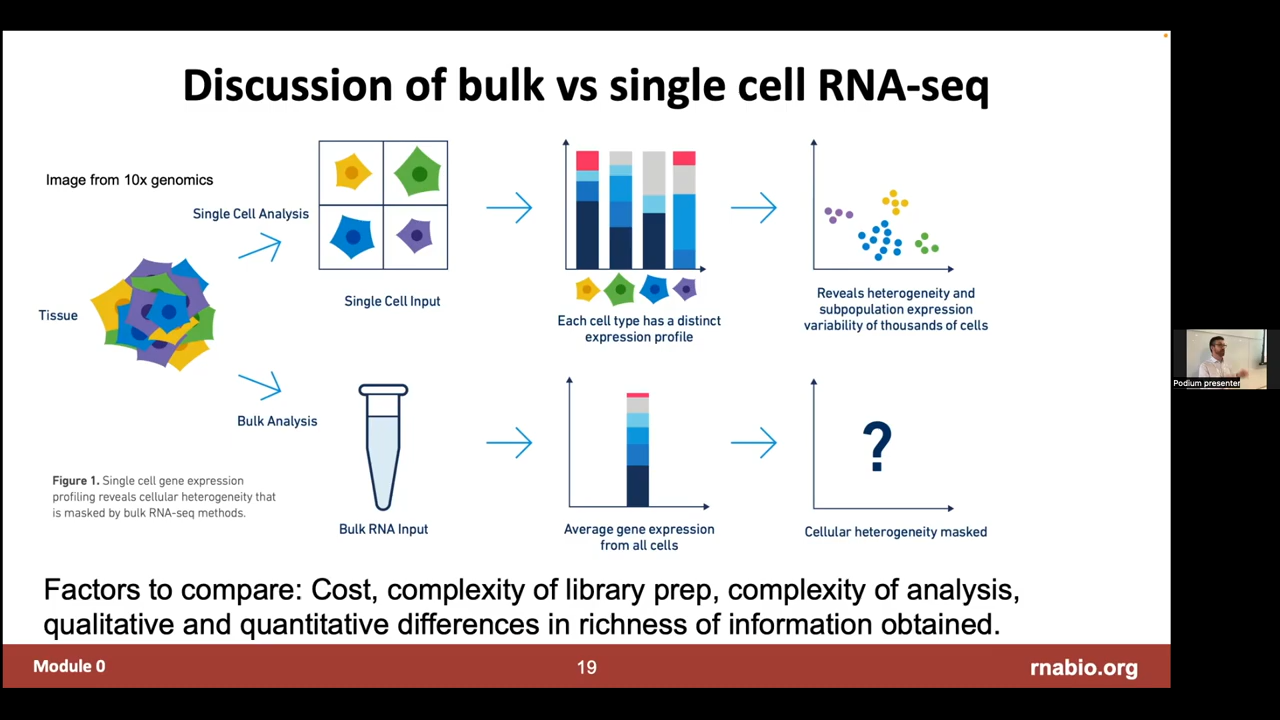 Discussion of bulk vs single cell RNA-seq
Image from 10x genomics
Single Cell Analysis
Tissue
Bulk Analysis
Single Cell Input
Each cell type has a distinct
expression profile
Reveals heterogeneity and
subpopulation expression
variability of thousands of cells
Figure 1. Single cell gene expression
profiling reveals cellular heterogeneity that
is masked by bulk RNA-seq methods.
Bulk RNA Input
Average gene expression
from all cells
?
Cellular heterogeneity masked
Factors to compare: Cost, complexity of library prep, complexity of analysis,
qualitative and quantitative differences in richness of information obtained.
Module 0
19
rnabio.org
Podium presenter